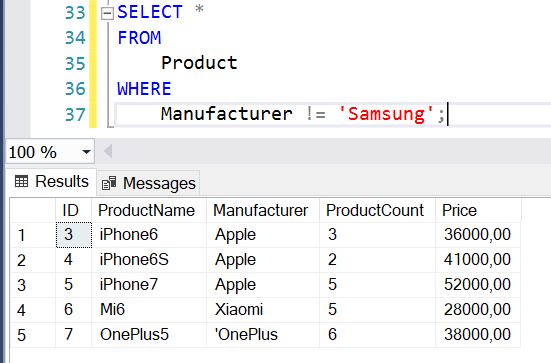 33 SELECT *
34 FROM
35 Product
36 WHERE
37 Manufacturer != 'Samsung';
100 %
Results Messages
ID ProductName Manufacturer ProductCount Price
1 3 iPhone6 Apple 3 36000,00
2 4 iPhone6S Apple 2 41000,00
3 5 iPhone7 Apple 5 52000,00
4 6 Mi6 Xiaomi 5 28000,00
5 7 OnePlus5 'OnePlus 6 38000,00